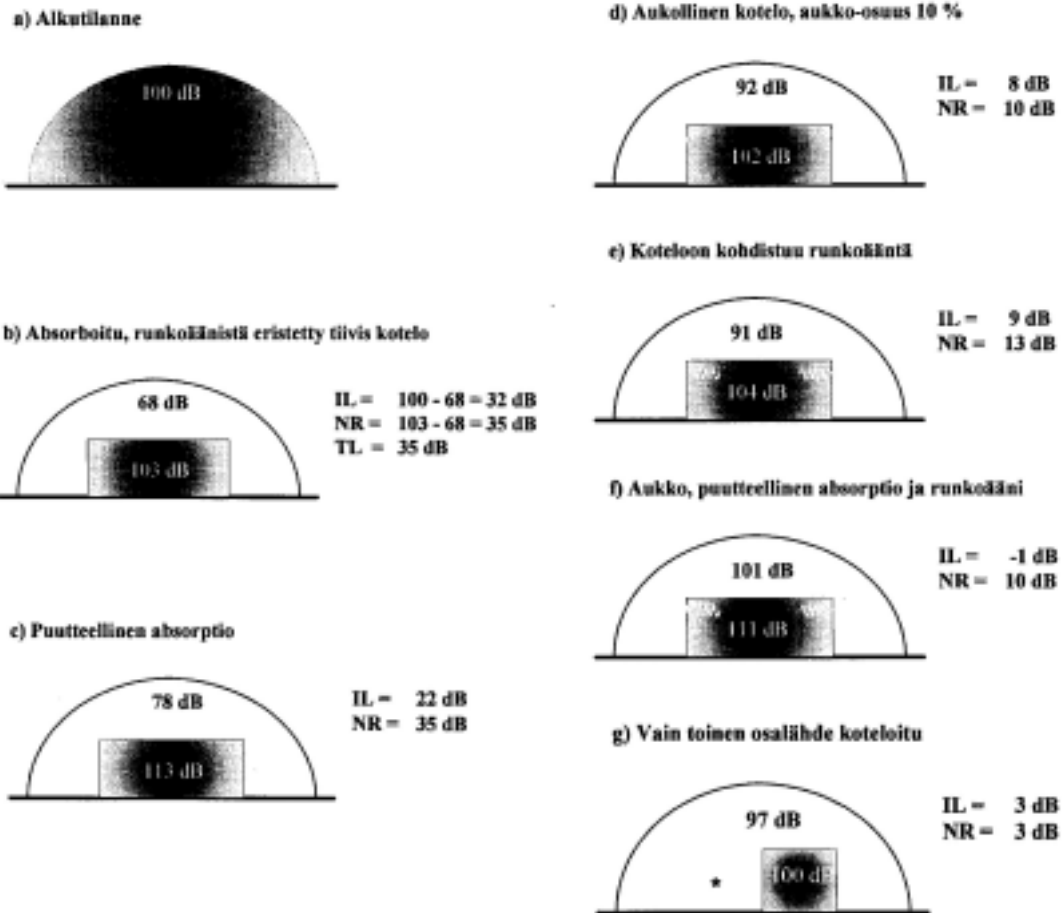 a) Alkutilanne
100 dB
b) Absorboitu, runkoäänistä eristetty tiivis kotelo
68 dB
103 dB
IL = 100 - 68 = 32 dB
NR = 103 - 68 = 35 dB
TL = 35 dB
c) Puutteellinen absorptio
78 dB
113 dB
IL = 22 dB
NR = 35 dB
d) Aukollinen kotelo, aukko-osuus 10 %
92 dB
102 dB
IL = 8 dB
NR = 10 dB
e) Koteloon kohdistuu runkoääntä
91 dB
104 dB
IL = 9 dB
NR = 13 dB
f) Aukko, puutteellinen absorptio ja runkoääni
101 dB
111 dB
IL = -1 dB
NR = 10 dB
g) Vain toinen osalähde koteloitu
97 dB
*
100 dB
IL = 3 dB
NR = 3 dB